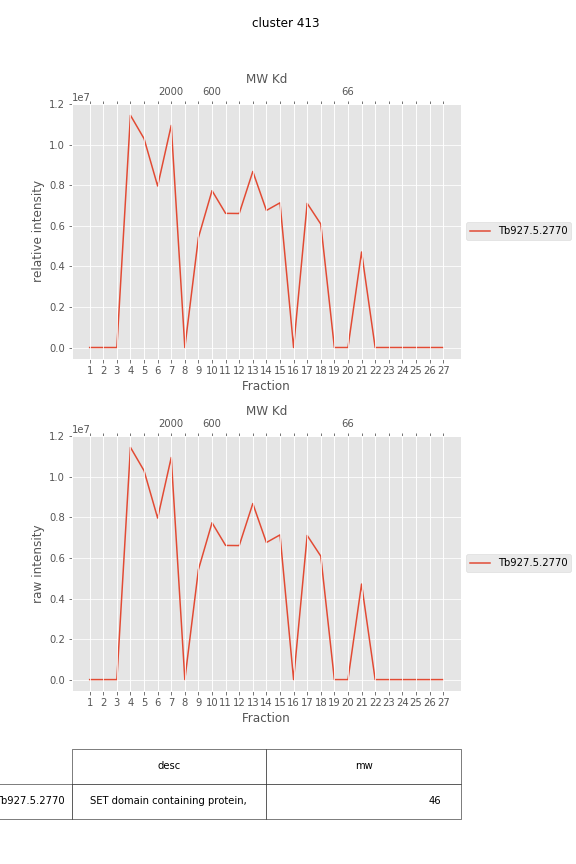 cluster 413
MW Kd
2000 600 66
1e7
1.2
1.0
0.8
0.6
0.4
0.2
0.0
relative intensity
Tb927.5.2770
1 2 3 4 5 6 7 8 9 10 11 12 13 14 15 16 17 18 19 20 21 22 23 24 25 26 27
Fraction
MW Kd
2000 600 66
1e7
1.2
1.0
0.8
0.6
0.4
0.2
0.0
raw intensity
Tb927.5.2770
1 2 3 4 5 6 7 8 9 10 11 12 13 14 15 16 17 18 19 20 21 22 23 24 25 26 27
Fraction
desc mw
Tb927.5.2770 SET domain containing protein, 46